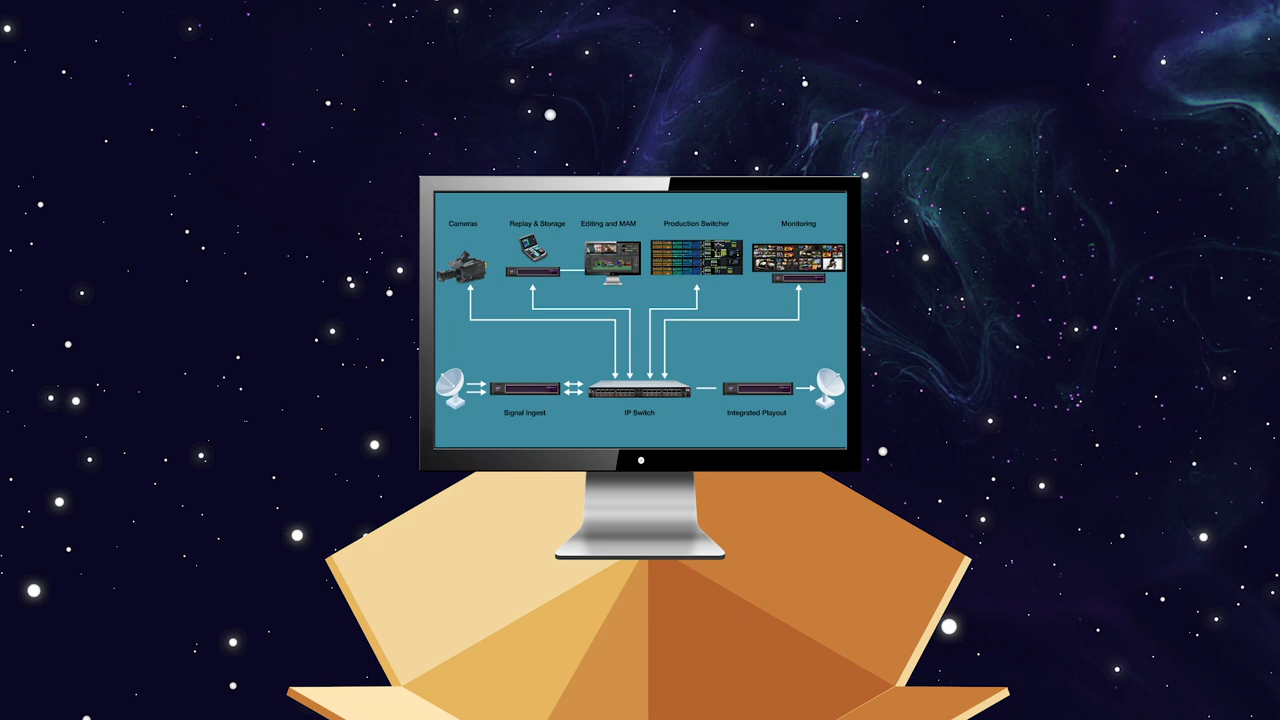 Cameras
Replay & Storage
Editing and MAM
Production Switcher
Monitoring
Signal Ingest
IP Switch
Integrated Playout